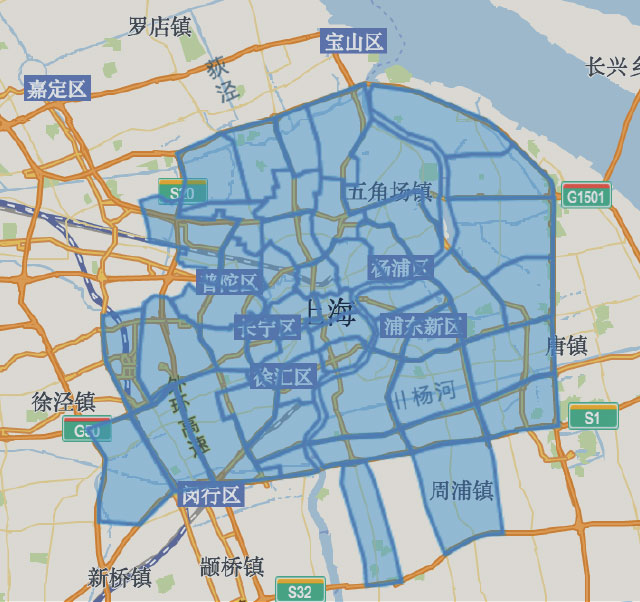 罗店镇
宝山区
长兴乡
荻泾
嘉定区
S20
五角场镇
G1501
杨浦区
普陀区
上海
长宁区
浦东新区
唐镇
徐汇区
外环高速
川杨河
徐泾镇
G50
S1
闵行区
周浦镇
新桥镇
颛桥镇
S32